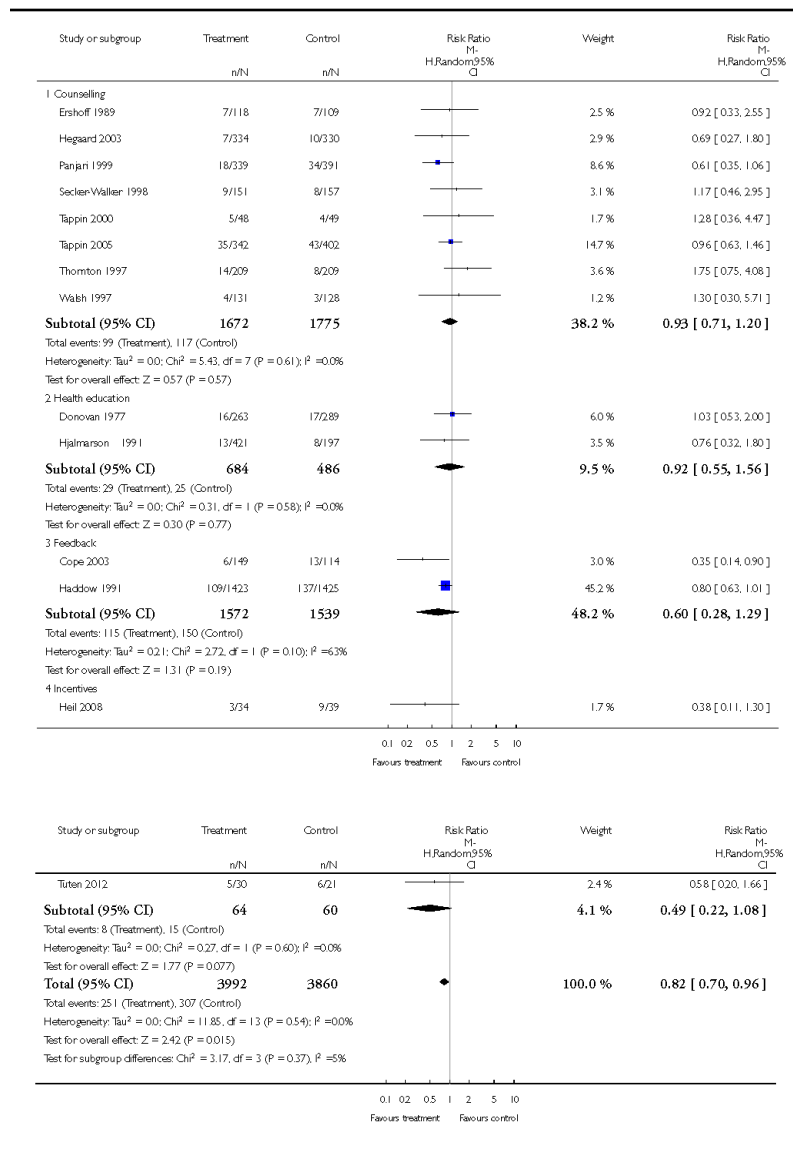 Study or subgroup Treatment Control Risk Ratio Weight Risk Ratio
M- M-
H,Random,95% H,Random,95%
n/N n/N CI CI
1 Counselling
Ershoff 1989 7/118 7/109 2.5 % 0.92 [ 0.33, 2.55 ]
Hegaard 2003 7/334 10/330 2.9 % 0.69 [ 0.27, 1.80 ]
Panjari 1999 18/339 34/391 8.6 % 0.61 [ 0.35, 1.06 ]
Secker-Walker 1998 9/151 8/157 3.1 % 1.17 [ 0.46, 2.95 ]
Tappin 2000 5/48 4/49 1.7 % 1.28 [ 0.36, 4.47 ]
Tappin 2005 35/342 43/402 14.7 % 0.96 [ 0.63, 1.46 ]
Thornton 1997 14/209 8/209 3.6 % 1.75 [ 0.75, 4.08 ]
Walsh 1997 4/131 3/128 1.2 % 1.30 [ 0.30, 5.71 ]
Subtotal (95% CI) 1672 1775 38.2 % 0.93 [ 0.71, 1.20 ]
Total events: 99 (Treatment), 117 (Control)
Heterogeneity: Tau² = 0.0; Chi² = 5.43, df = 7 (P = 0.61); I² =0.0%
Test for overall effect: Z = 0.57 (P = 0.57)
2 Health education
Donovan 1977 16/263 17/289 6.0 % 1.03 [ 0.53, 2.00 ]
Hjalmarson 1991 13/421 8/197 3.5 % 0.76 [ 0.32, 1.80 ]
Subtotal (95% CI) 684 486 9.5 % 0.92 [ 0.55, 1.56 ]
Total events: 29 (Treatment), 25 (Control)
Heterogeneity: Tau² = 0.0; Chi² = 0.31, df = 1 (P = 0.58); I² =0.0%
Test for overall effect: Z = 0.30 (P = 0.77)
3 Feedback
Cope 2003 6/149 13/114 3.0 % 0.35 [ 0.14, 0.90 ]
Haddow 1991 109/1423 137/1425 45.2 % 0.80 [ 0.63, 1.01 ]
Subtotal (95% CI) 1572 1539 48.2 % 0.60 [ 0.28, 1.29 ]
Total events: 115 (Treatment), 150 (Control)
Heterogeneity: Tau² = 0.21; Chi² = 2.72, df = 1 (P = 0.10); I² =63%
Test for overall effect: Z = 1.31 (P = 0.19)
4 Incentives
Heil 2008 3/34 9/39 1.7 % 0.38 [ 0.11, 1.30 ]
0.1 0.2 0.5 1 2 5 10
Favours treatment Favours control
Study or subgroup Treatment Control Risk Ratio Weight Risk Ratio
M- M-
H,Random,95% H,Random,95%
n/N n/N CI CI
Tuten 2012 5/30 6/21 2.4 % 0.58 [ 0.20, 1.66 ]
Subtotal (95% CI) 64 60 4.1 % 0.49 [ 0.22, 1.08 ]
Total events: 8 (Treatment), 15 (Control)
Heterogeneity: Tau² = 0.0; Chi² = 0.27, df = 1 (P = 0.60); I² =0.0%
Test for overall effect: Z = 1.77 (P = 0.077)
Total (95% CI) 3992 3860 100.0 % 0.82 [ 0.70, 0.96 ]
Total events: 251 (Treatment), 307 (Control)
Heterogeneity: Tau² = 0.0; Chi² = 11.85, df = 13 (P = 0.54); I² =0.0%
Test for overall effect: Z = 2.42 (P = 0.015)
Test for subgroup differences: Chi² = 3.17, df = 3 (P = 0.37), I² =5%
0.1 0.2 0.5 1 2 5 10
Favours treatment Favours control